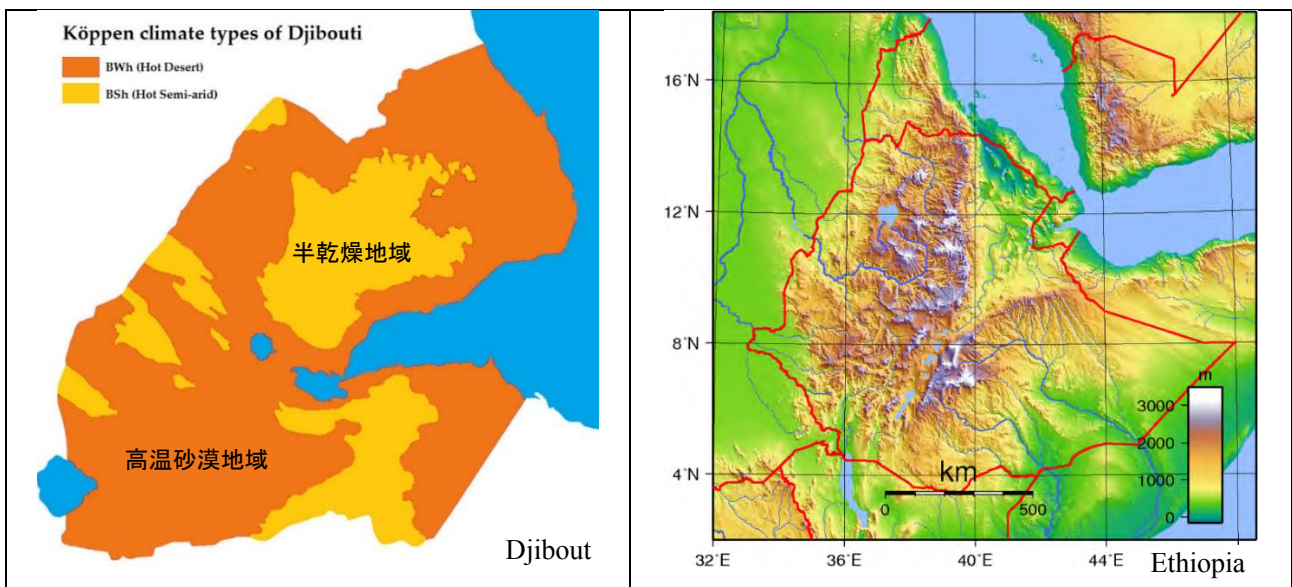 Köppen climate types of Djibouti
BWh (Hot Desert)
BSh (Hot Semi-arid)
半乾燥地域
高温砂漠地域
Djibout
16°N
12°N
8°N
4°N
32°E
36°E
40°E
44°E
km
0
500
m
3000
2000
1000
0
Ethiopia